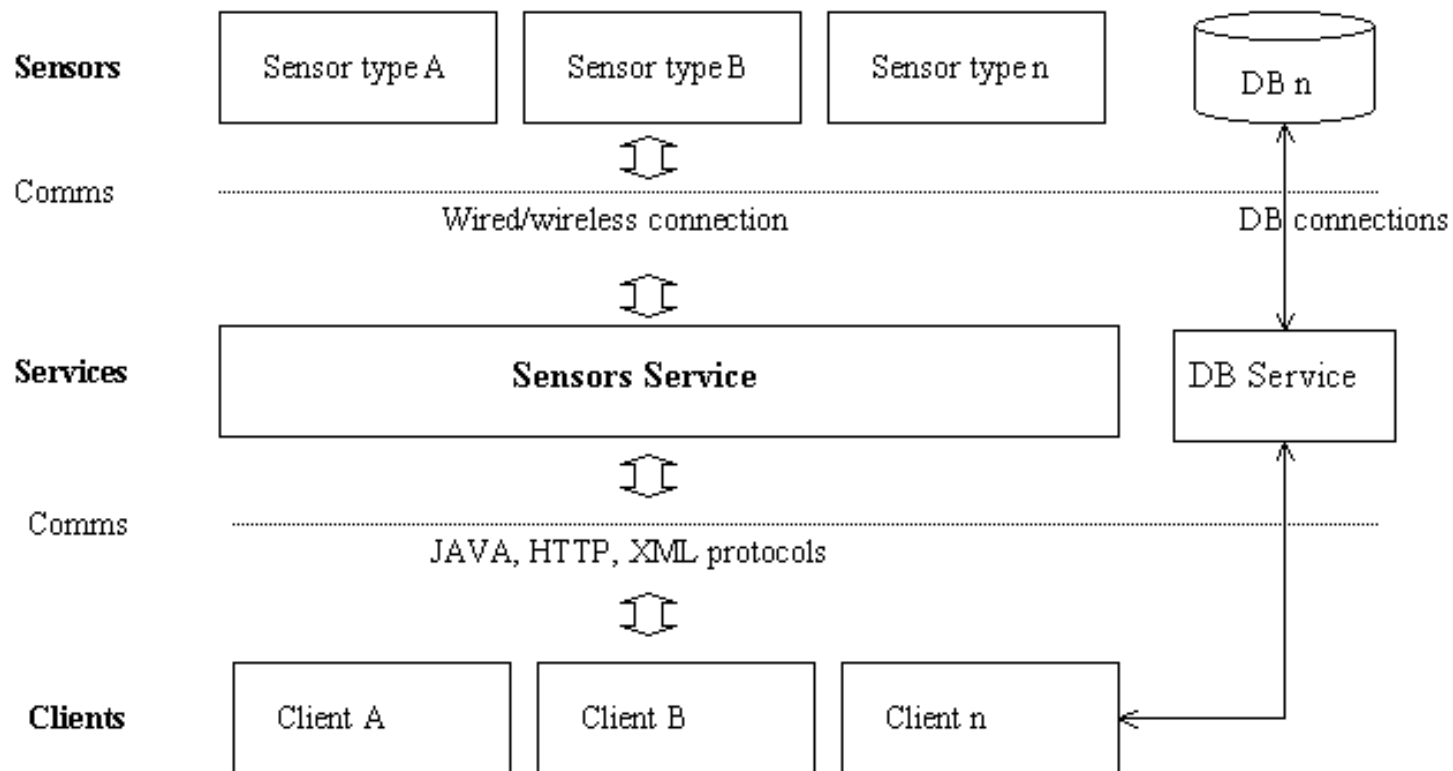 Sensors
Sensor type A
Sensor type B
Sensor type n
DB n
Comms
Wired/wireless connection
DB connections
Services
Sensors Service
DB Service
Comms
JAVA, HTTP, XML protocols
Clients
Client A
Client B
Client n